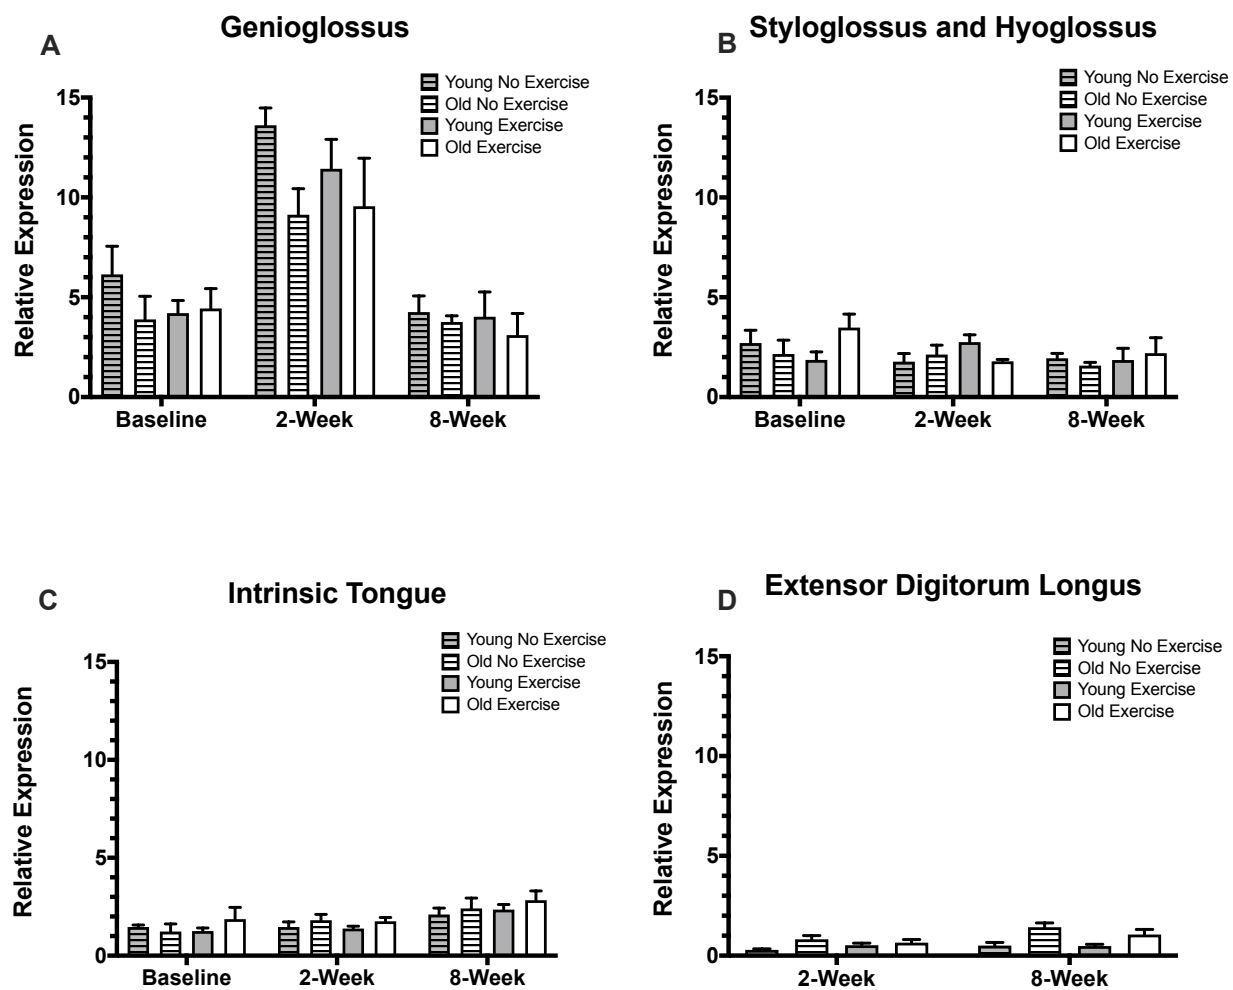 A
Genioglossus
Young No Exercise
Old No Exercise
Young Exercise
Old Exercise
Relative Expression
15
10
5
0
Baseline
2-Week
8-Week
B
Styloglossus and Hyoglossus
Young No Exercise
Old No Exercise
Young Exercise
Old Exercise
Relative Expression
15
10
5
0
Baseline
2-Week
8-Week
C
Intrinsic Tongue
Young No Exercise
Old No Exercise
Young Exercise
Old Exercise
Relative Expression
15
10
5
0
Baseline
2-Week
8-Week
D
Extensor Digitorum Longus
Young No Exercise
Old No Exercise
Young Exercise
Old Exercise
Relative Expression
15
10
5
0
2-Week
8-Week